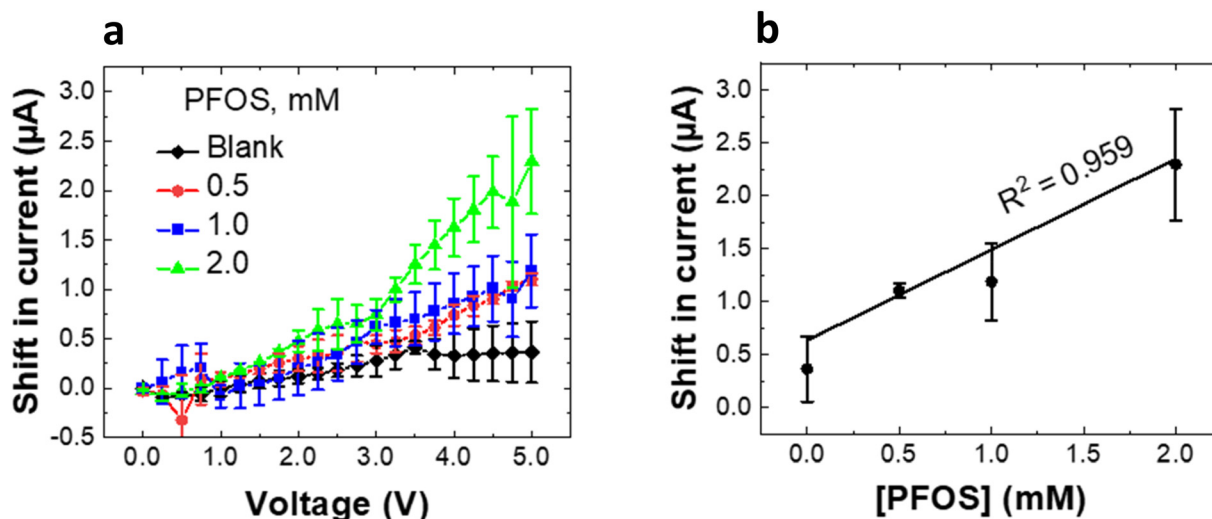 a
Shift in current (µA)
3.0
2.5
2.0
1.5
1.0
0.5
0.0
-0.5
PFOS, mM
Blank
0.5
1.0
2.0
0.0 1.0 2.0 3.0 4.0 5.0
Voltage (V)
b
Shift in current (µA)
3.0
2.5
2.0
1.5
1.0
0.5
0.0
R² = 0.959
0.0 0.5 1.0 1.5 2.0
[PFOS] (mM)